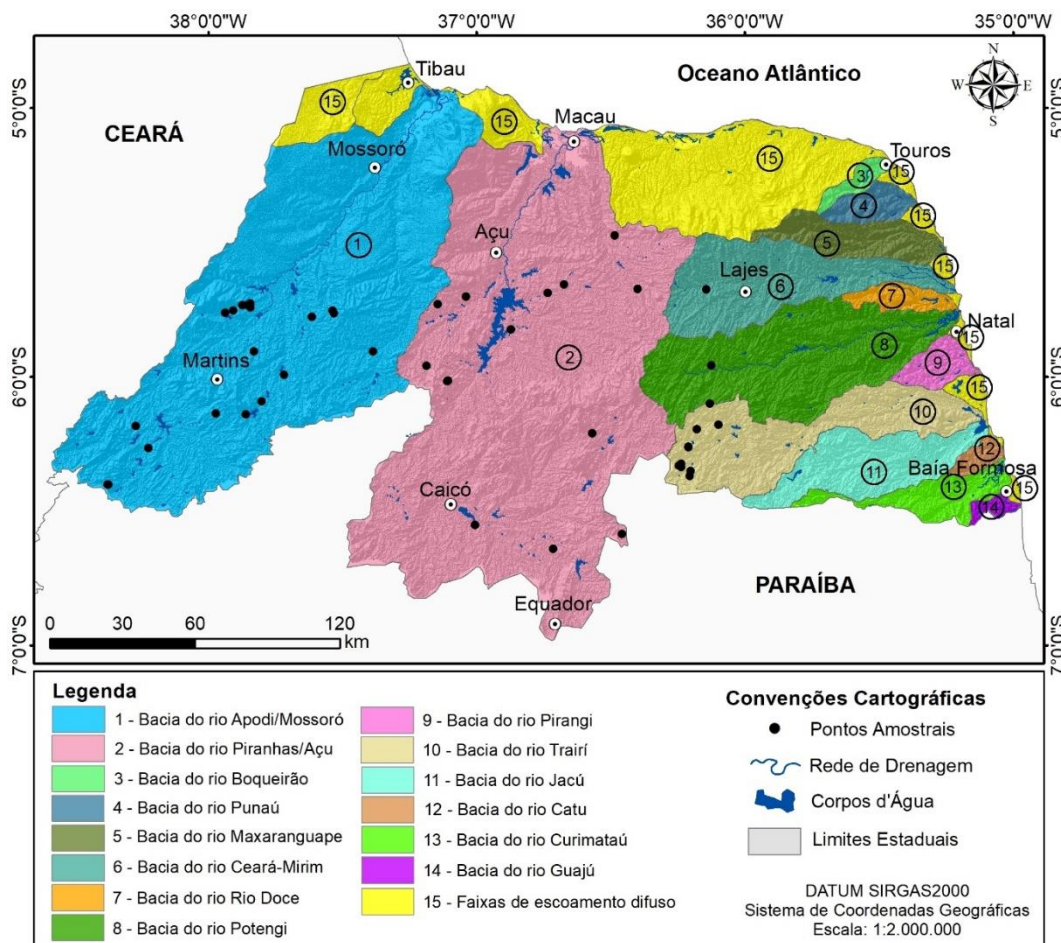 38°0'0"W 37°0'0"W 36°0'0"W 35°0'0"W
N
W E
S
Oceano Atlântico
Tibau
5°0'0"S 5°0'0"S
CEARÁ
15
15
Macau
Mossoró
15
Touros
3
15
4
15
1
Açu
5
15
Lajes
6
7
Natal
15
2
8
9
Martins
6°0'0"S 6°0'0"S
15
10
12
Baía Formosa
11
13
15
14
Caicó
PARAÍBA
Equador
0 30 60 120
km
7°0'0"S 7°0'0"S
Legenda
1 - Bacia do rio Apodi/Mossoró
2 - Bacia do rio Piranhas/Açu
3 - Bacia do rio Boqueirão
4 - Bacia do rio Punaú
5 - Bacia do rio Maxaranguape
6 - Bacia do rio Ceará-Mirim
7 - Bacia do rio Rio Doce
8 - Bacia do rio Potengi
9 - Bacia do rio Pirangi
10 - Bacia do rio Trairí
11 - Bacia do rio Jacú
12 - Bacia do rio Catu
13 - Bacia do rio Curimataú
14 - Bacia do rio Guajú
15 - Faixas de escoamento difuso
Convenções Cartográficas
Pontos Amostrais
Rede de Drenagem
Corpos d'Água
Limites Estaduais
DATUM SIRGAS2000
Sistema de Coordenadas Geográficas
Escala: 1:2.000.000